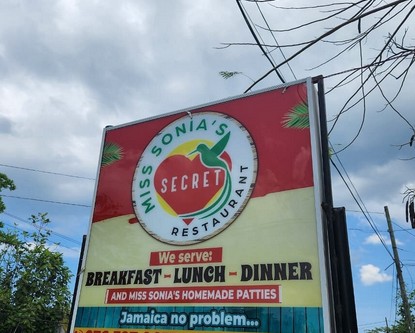 MISS SONIA'S
SECRET
RESTAURANT
We serve:
BREAKFAST - LUNCH - DINNER
AND MISS SONIA'S HOMEMADE PATTIES
Jamaica no problem...